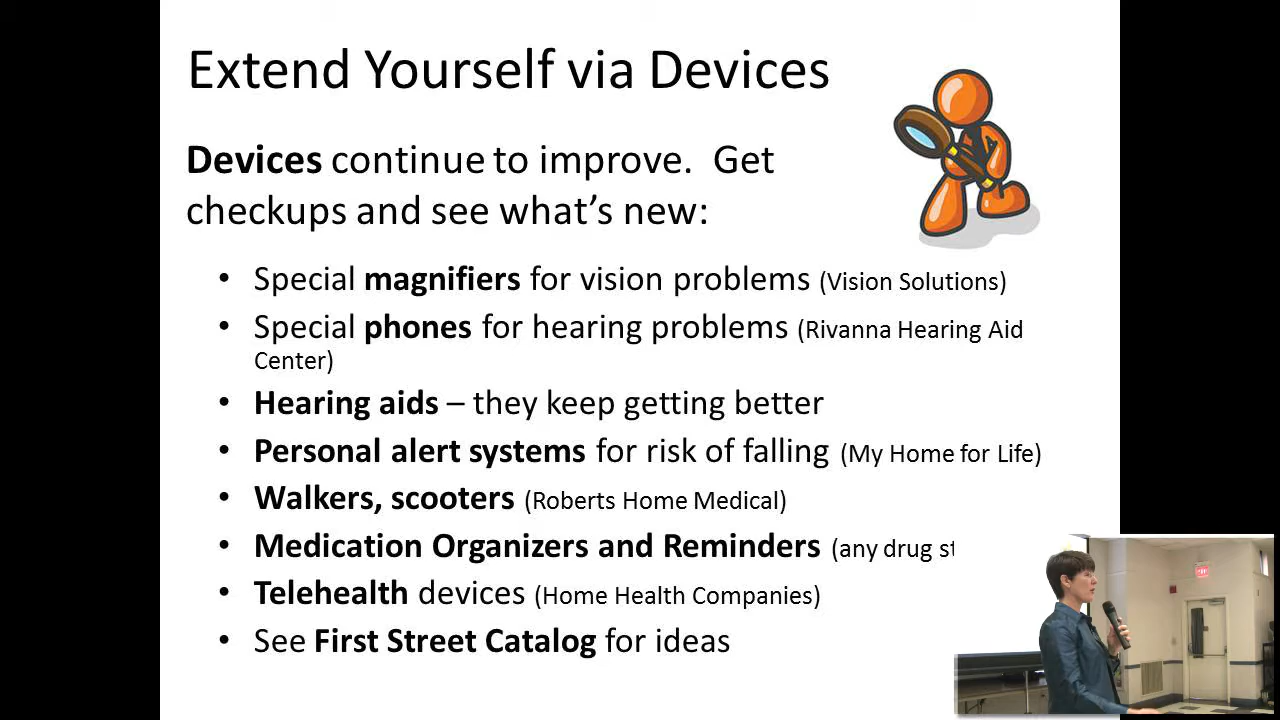 Extend Yourself via Devices
Devices continue to improve.  Get
checkups and see what's new:
• Special magnifiers for vision problems (Vision Solutions)
• Special phones for hearing problems (Rivanna Hearing Aid
Center)
• Hearing aids – they keep getting better
• Personal alert systems for risk of falling (My Home for Life)
• Walkers, scooters (Roberts Home Medical)
• Medication Organizers and Reminders (any drug
• Telehealth devices (Home Health Companies)
• See First Street Catalog for ideas